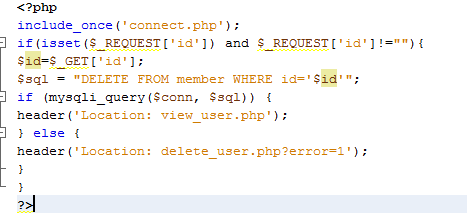 <?php
include_once('connect.php');
if(isset($_REQUEST['id']) and $_REQUEST['id']!=""){
$id=$_GET['id'];
$sql = "DELETE FROM member WHERE id='$id'";
if (mysqli_query($conn, $sql)) {
header('Location: view_user.php');
} else {
header('Location: delete_user.php?error=1');
}
}
?>